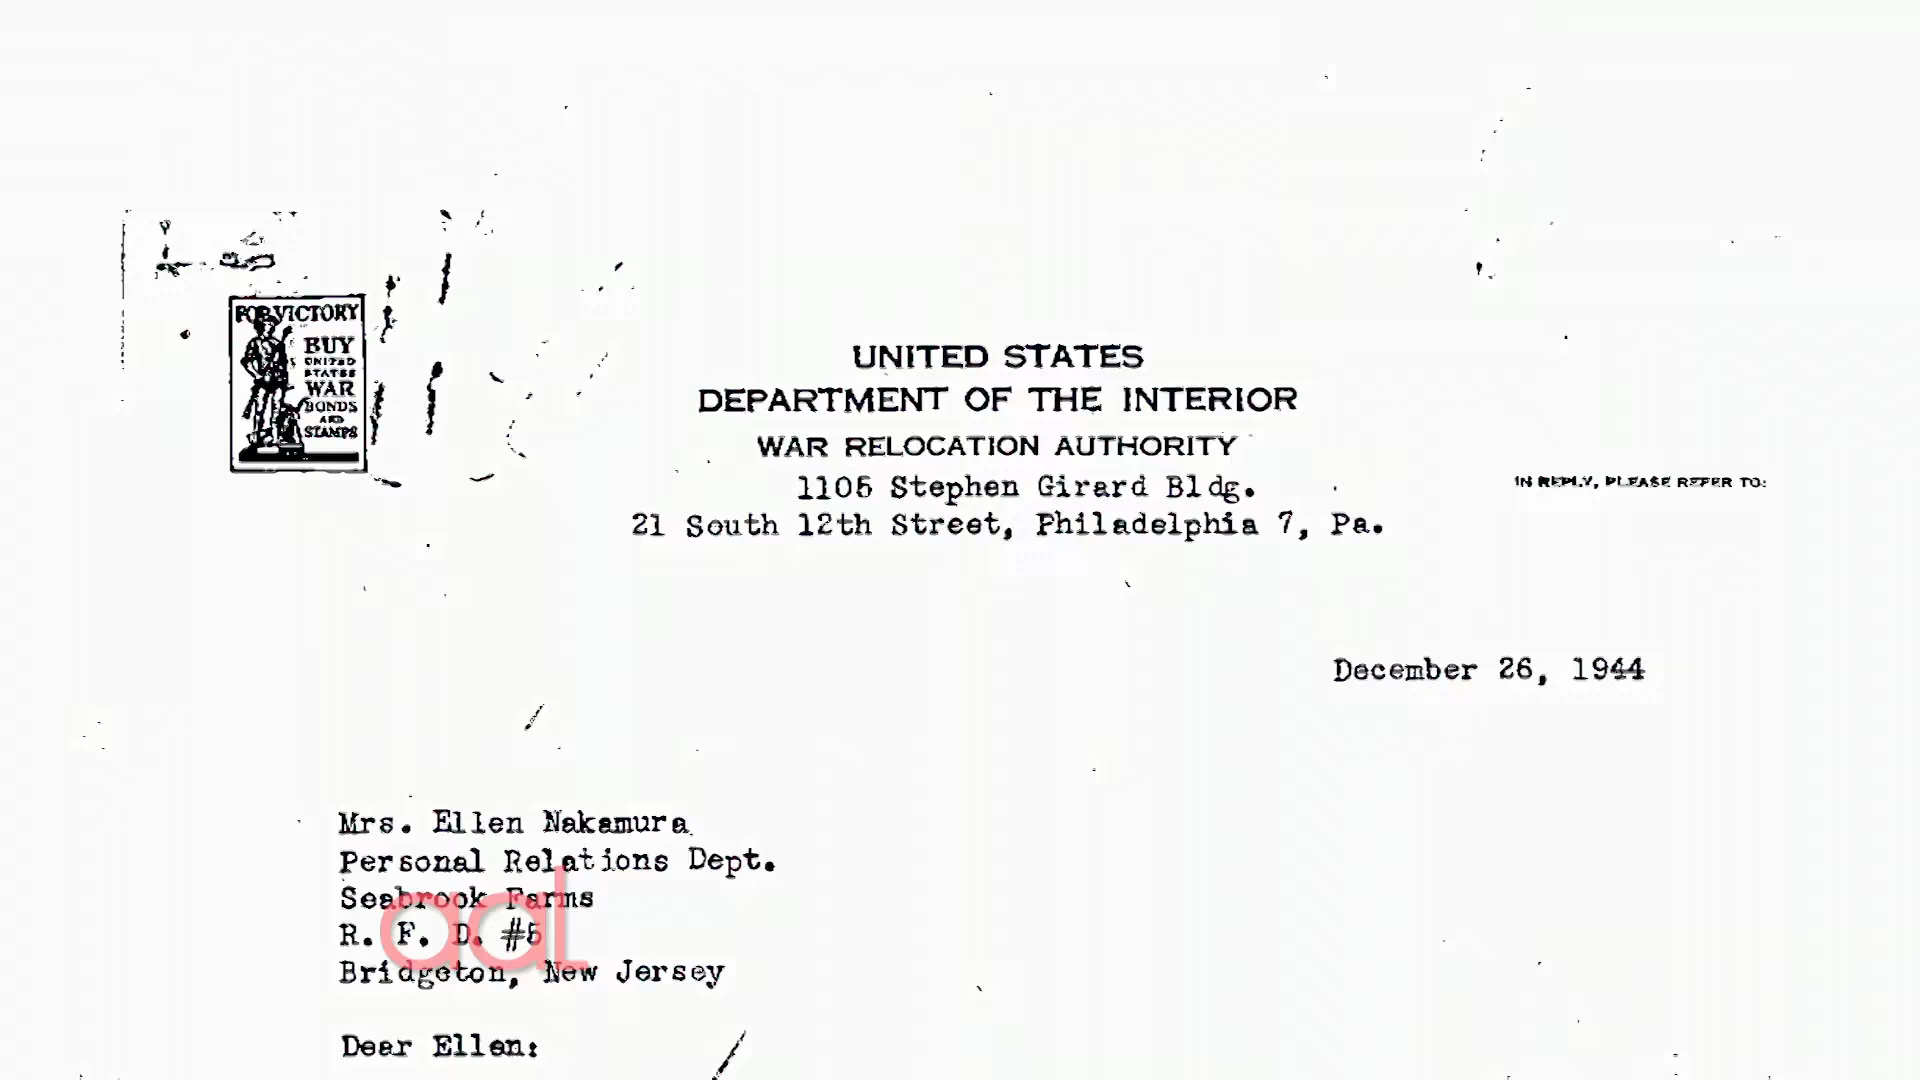 FOR VICTORY
BUY
UNITED
STATES
WAR
BONDS
AND
STAMPS
UNITED STATES
DEPARTMENT OF THE INTERIOR
WAR RELOCATION AUTHORITY
1105 Stephen Girard Bldg.
21 South 12th Street, Philadelphia 7, Pa.
IN REPLY, PLEASE REFER TO:
December 26, 1944
Mrs. Ellen Nakamura
Personal Relations Dept.
Seabrook Farms
R. F. D. #5
Bridgeton, New Jersey
aal
Dear Ellen: